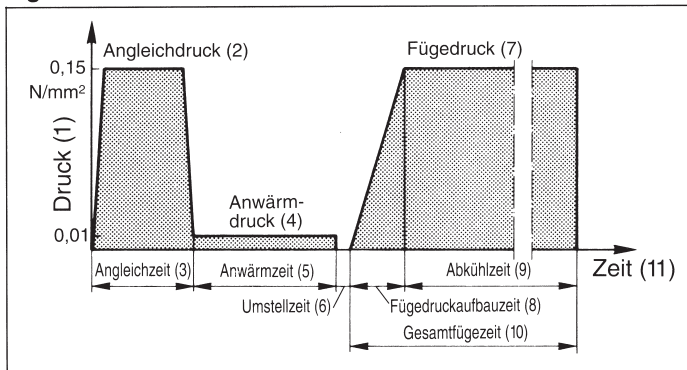 Angleichdruck (2)
Fügedruck (7)
0,15
N/mm²
Druck (1)
Anwärm-
druck (4)
0,01
Angleichzeit (3)
Anwärmzeit (5)
Abkühlzeit (9)
Zeit (11)
Umstellzeit (6)
Fügedruckaufbauzeit (8)
Gesamtfügezeit (10)